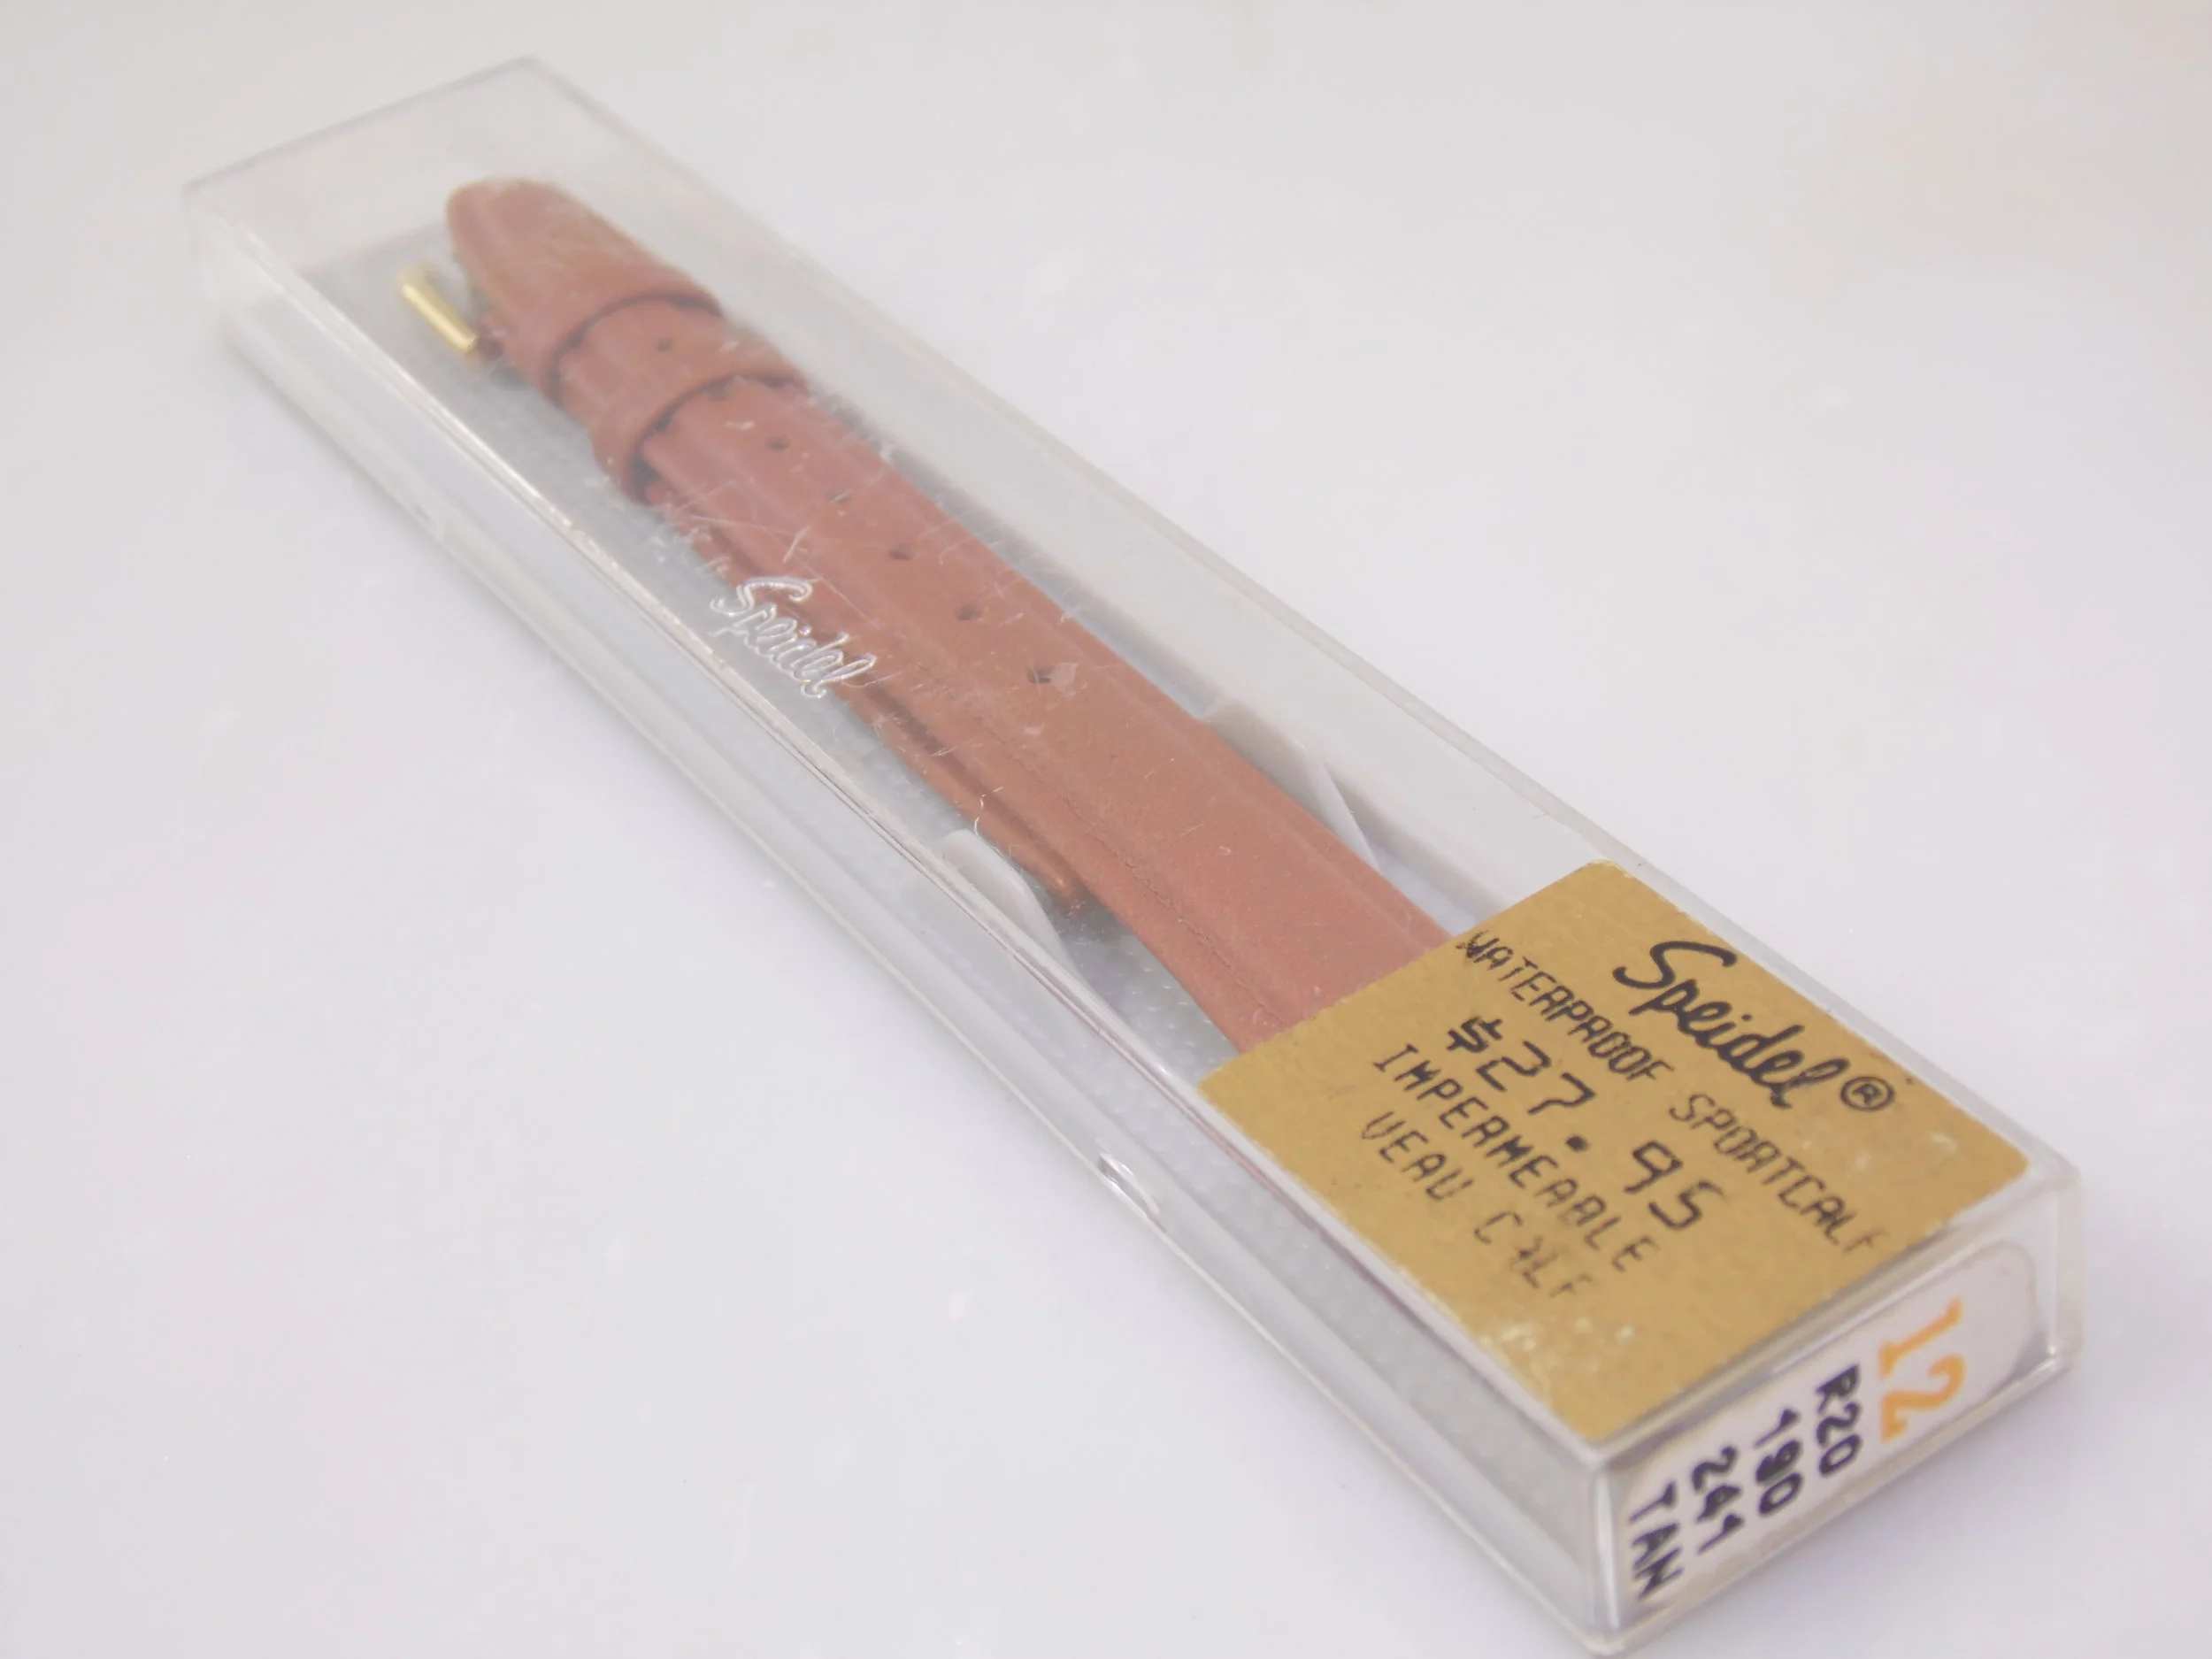 Speidel
Speidel®
WATERPROOF SPORTCALF
$27.95
IMPERMEABLE
VEAU CALF
12
R20
190
241
TAN